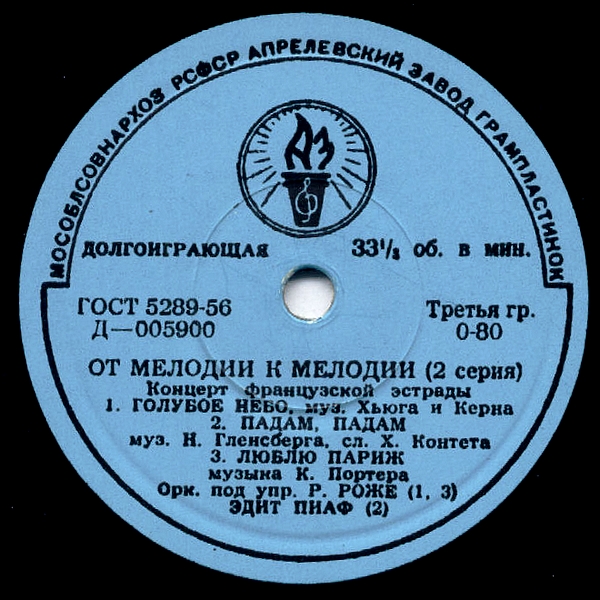 МОСОБЛСОВНАРХОЗ РСФСР АПРЕЛЕВСКИЙ ЗАВОД ГРАМПЛАСТИНОК
АЗ
ДОЛГОИГРАЮЩАЯ 33⅓ об. в мин.
ГОСТ 5289-56 Третья гр.
Д—005900 0-80
ОТ МЕЛОДИИ К МЕЛОДИИ (2 серия)
Концерт французской эстрады
1. ГОЛУБОЕ НЕБО, муз. Хьюга и Керна
2. ПАДАМ, ПАДАМ
муз. Н. Гленсберга, сл. Х. Контета
3. ЛЮБЛЮ ПАРИЖ
музыка К. Портера
Орк. под упр. Р. РОЖЕ (1, 3)
ЭДИТ ПИАФ (2)